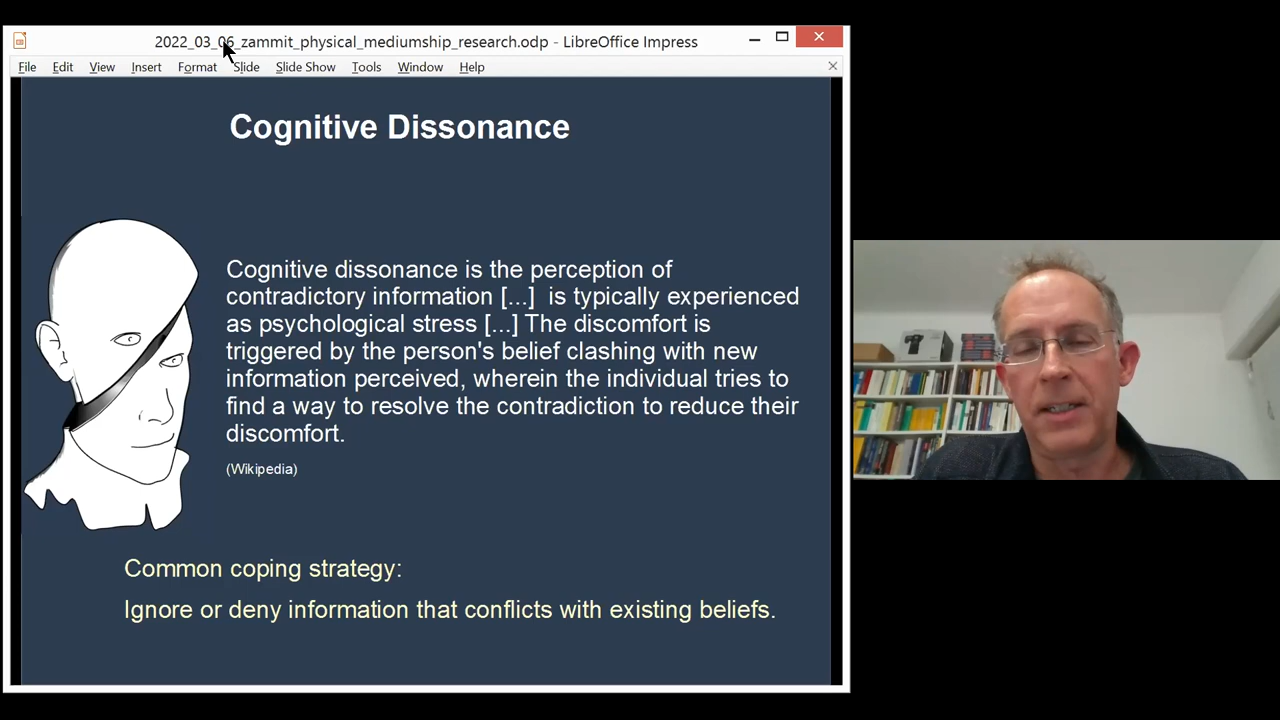 2022_03_06_zammit_physical_mediumship_research.odp - LibreOffice Impress
File Edit View Insert Format Slide Slide Show Tools Window Help
Cognitive Dissonance
Cognitive dissonance is the perception of
contradictory information [...] is typically experienced
as psychological stress [...] The discomfort is
triggered by the person's belief clashing with new
information perceived, wherein the individual tries to
find a way to resolve the contradiction to reduce their
discomfort.
(Wikipedia)
Common coping strategy:
Ignore or deny information that conflicts with existing beliefs.